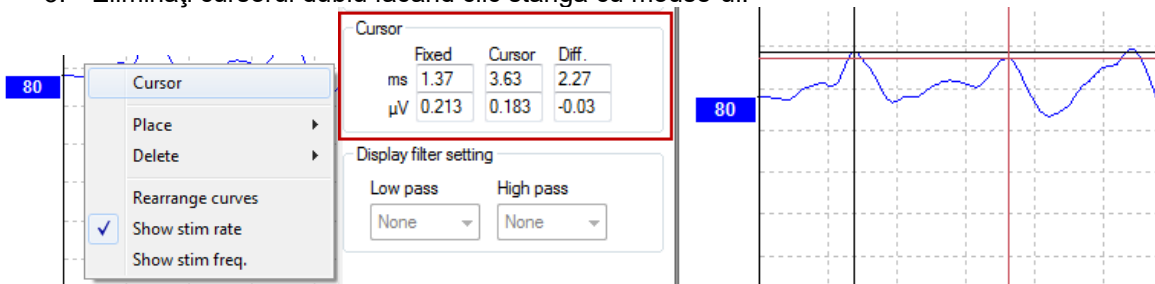 80
Cursor
Place
Delete
Rearrange curves
Show stim rate
Show stim freq.
Cursor
Fixed Cursor Diff.
ms 1.37 3.63 2.27
µV 0.213 0.183 -0.03
Display filter setting
Low pass High pass
None None
80